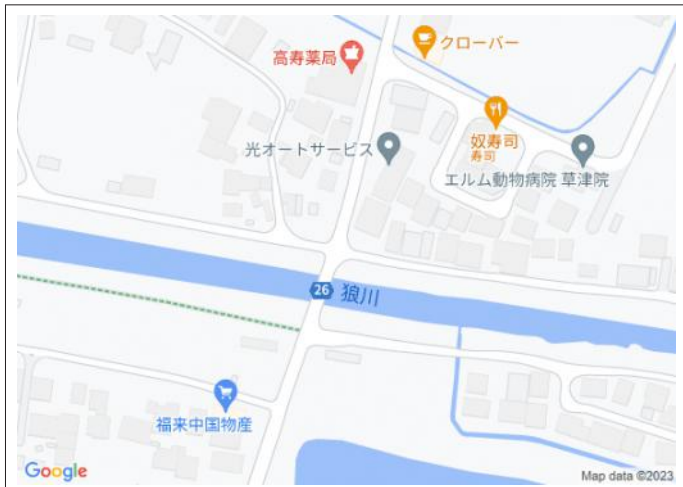 クローバー
高寿薬局
奴寿司
寿司
光オートサービス
エルム動物病院 草津院
26
狼川
福来中国物産
Google
Map data ©2023